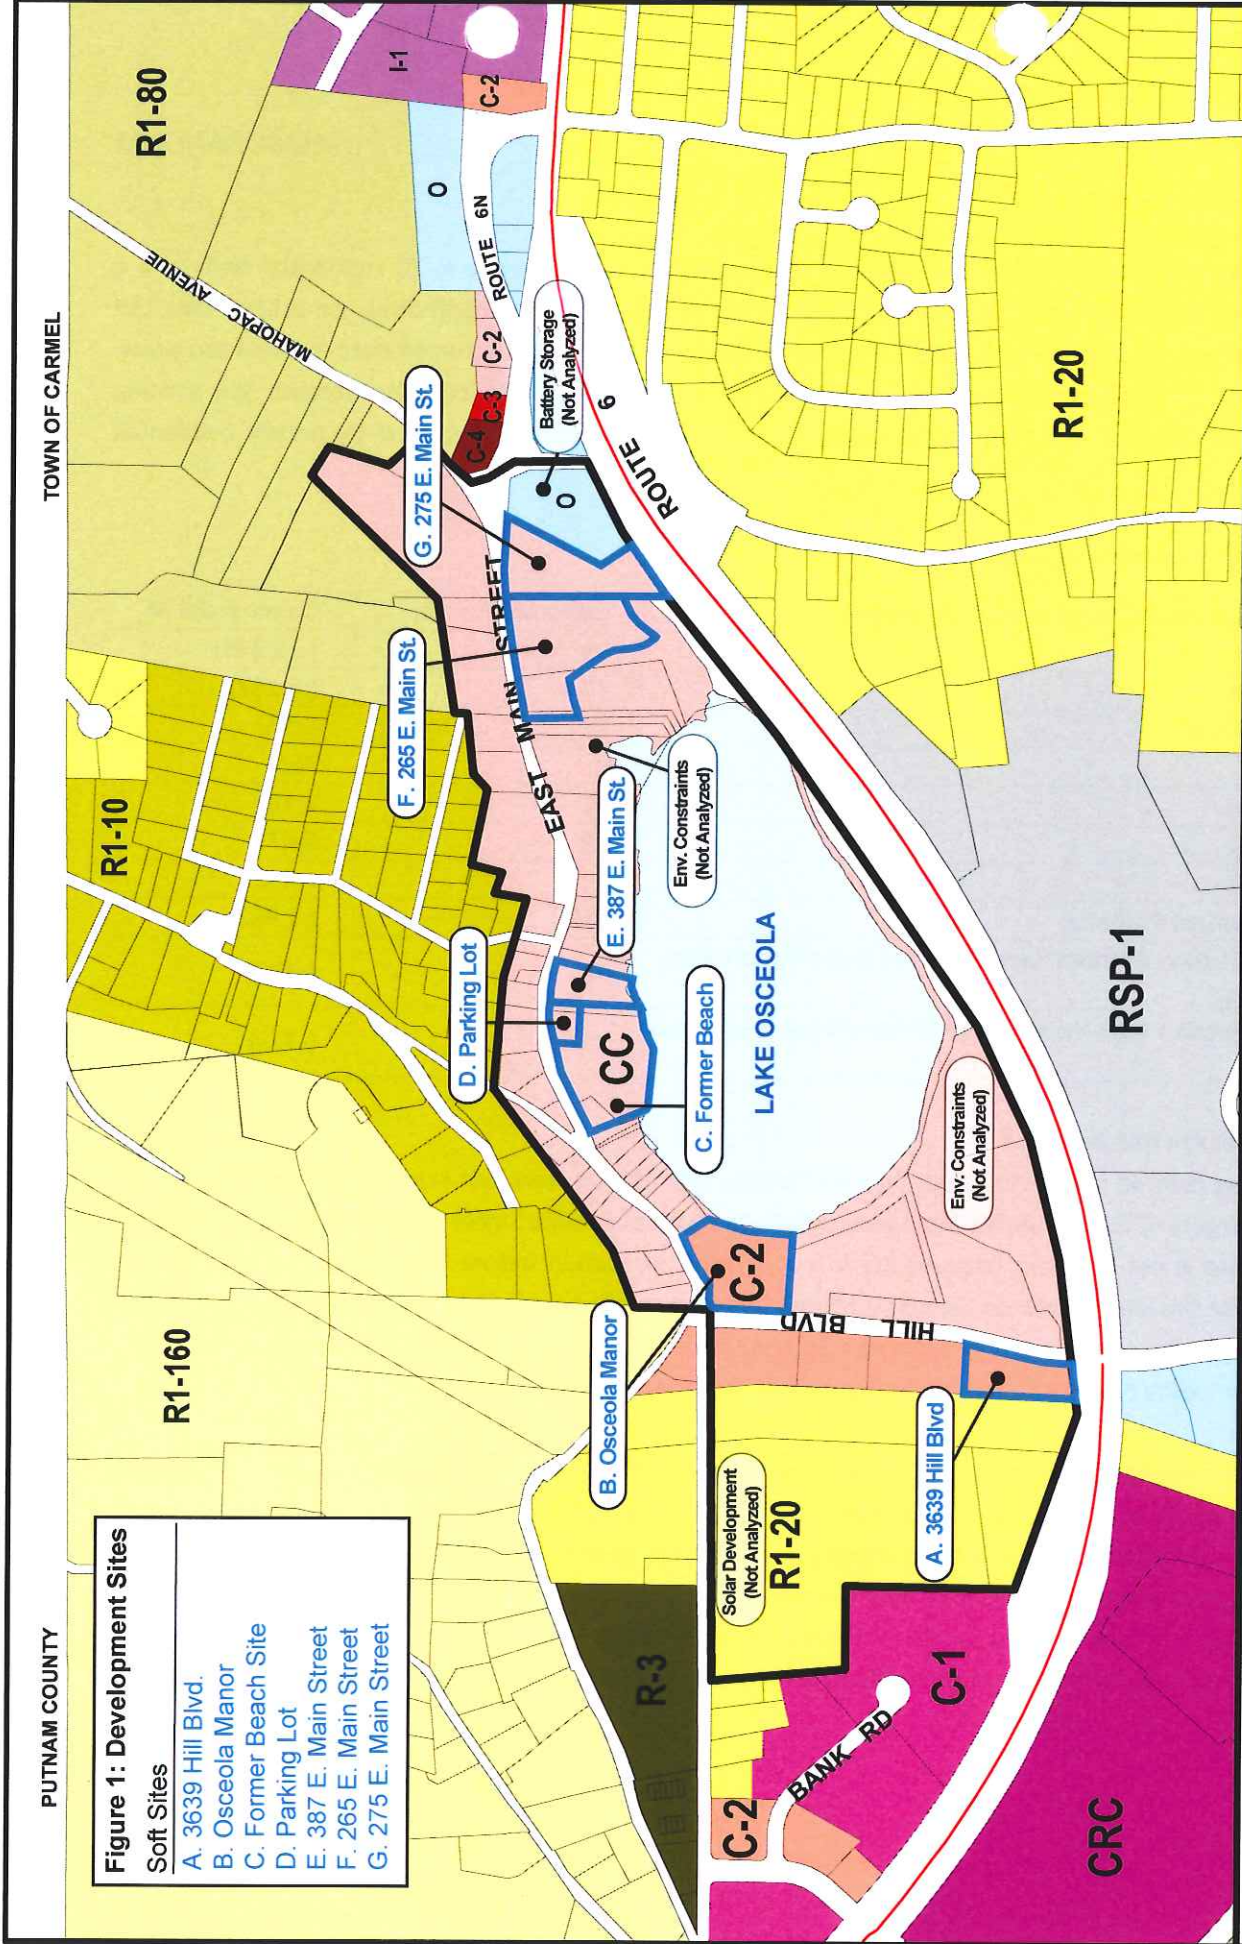 PUTNAM COUNTY
TOWN OF CARMEL
Figure 1: Development Sites
Soft Sites
A. 3639 Hill Blvd.
B. Osceola Manor
C. Former Beach Site
D. Parking Lot
E. 387 E. Main Street
F. 265 E. Main Street
G. 275 E. Main Street
R1-160
R1-10
R1-80
I-1
C-2
O
MAHOPAC AVENUE
ROUTE 6N
C-2
C-3
C-4
G. 275 E. Main St.
F. 265 E. Main St.
Battery Storage
(Not Analyzed)
O
EAST MAIN STREET
D. Parking Lot
E. 387 E. Main St.
CC
C. Former Beach
Env. Constraints
(Not Analyzed)
LAKE OSCEOLA
ROUTE 6
R1-20
B. Osceola Manor
C-2
HILL BLVD
R-3
Solar Development
(Not Analyzed)
R1-20
A. 3639 Hill Blvd
Env. Constraints
(Not Analyzed)
C-2
BANK RD
C-1
CRC
RSP-1